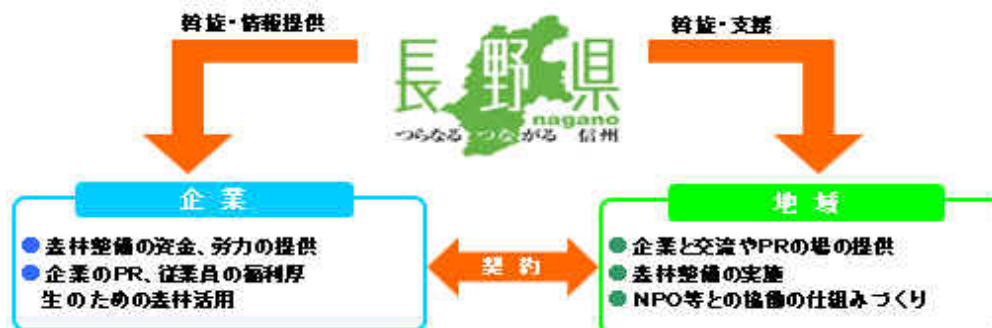 斡旋・情報提供
斡旋・支援
長野県
nagano
つらなる つながる 信州
企業
森林整備の資金、労力の提供
企業のPR、従業員の福利厚
生のための森林活用
契約
地域
企業と交流やPRの場の提供
森林整備の実施
NPO等との協働の仕組みづくり